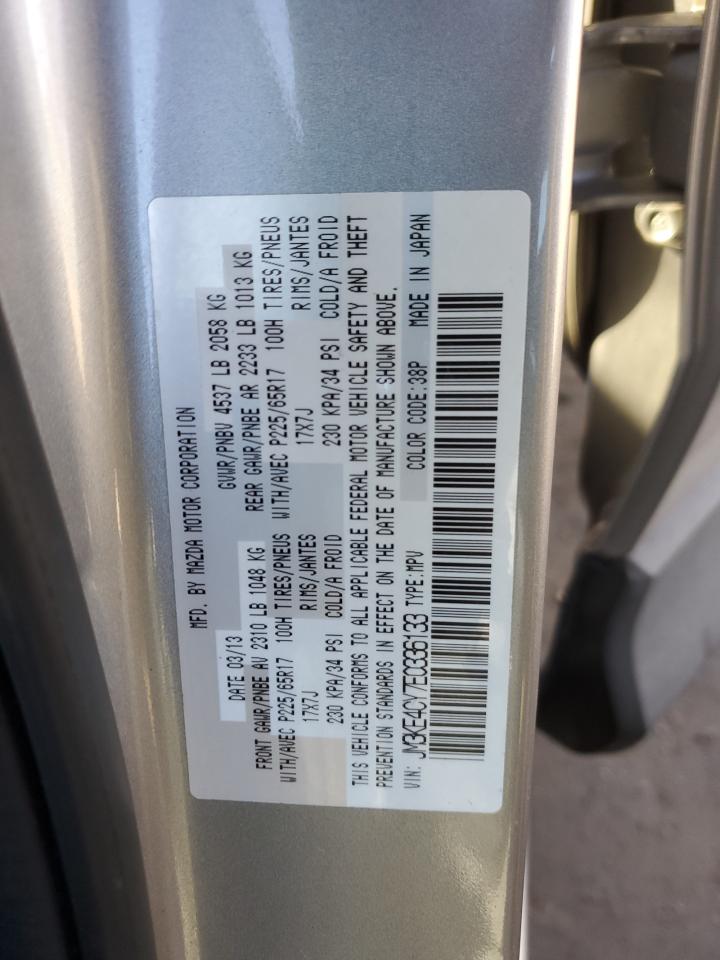 MFD. BY MAZDA MOTOR CORPORATION
DATE 03/13 GVWR/PNBV 4537 LB 2058 KG
FRONT GAWR/PNBE AV 2310 LB 1048 KG REAR GAWR/PNBE AR 2233 LB 1013 KG
WITH/AVEC P225/65R17 100H TIRES/PNEUS WITH/AVEC P225/65R17 100H TIRES/PNEUS
17X7J RIMS/JANTES 17X7J RIMS/JANTES
230 KPA/34 PSI COLD/A FROID 230 KPA/34 PSI COLD/A FROID
THIS VEHICLE CONFORMS TO ALL APPLICABLE FEDERAL MOTOR VEHICLE SAFETY AND THEFT
PREVENTION STANDARDS IN EFFECT ON THE DATE OF MANUFACTURE SHOWN ABOVE.
VIN: JM3KE4CY7E0336133 TYPE:MPV COLOR CODE:38P MADE IN JAPAN